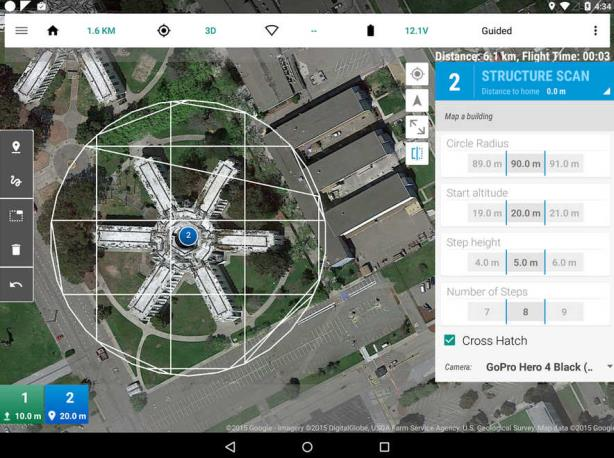 4:34
1.6 KM 3D -- 12.1V Guided
Distance: 6.1 km, Flight Time: 00:03
2 STRUCTURE SCAN
Distance to home 0.0 m
Map a building
Circle Radius
89.0 m 90.0 m 91.0 m
Start altitude
19.0 m 20.0 m 21.0 m
Step height
4.0 m 5.0 m 6.0 m
Number of Steps
7 8 9
Cross Hatch
Camera: GoPro Hero 4 Black (..
2
1 2
10.0 m 20.0 m
©2015 Google - Imagery ©2015 DigitalGlobe, USDA Farm Service Agency, U.S. Geological Survey, Map data ©2015 Google